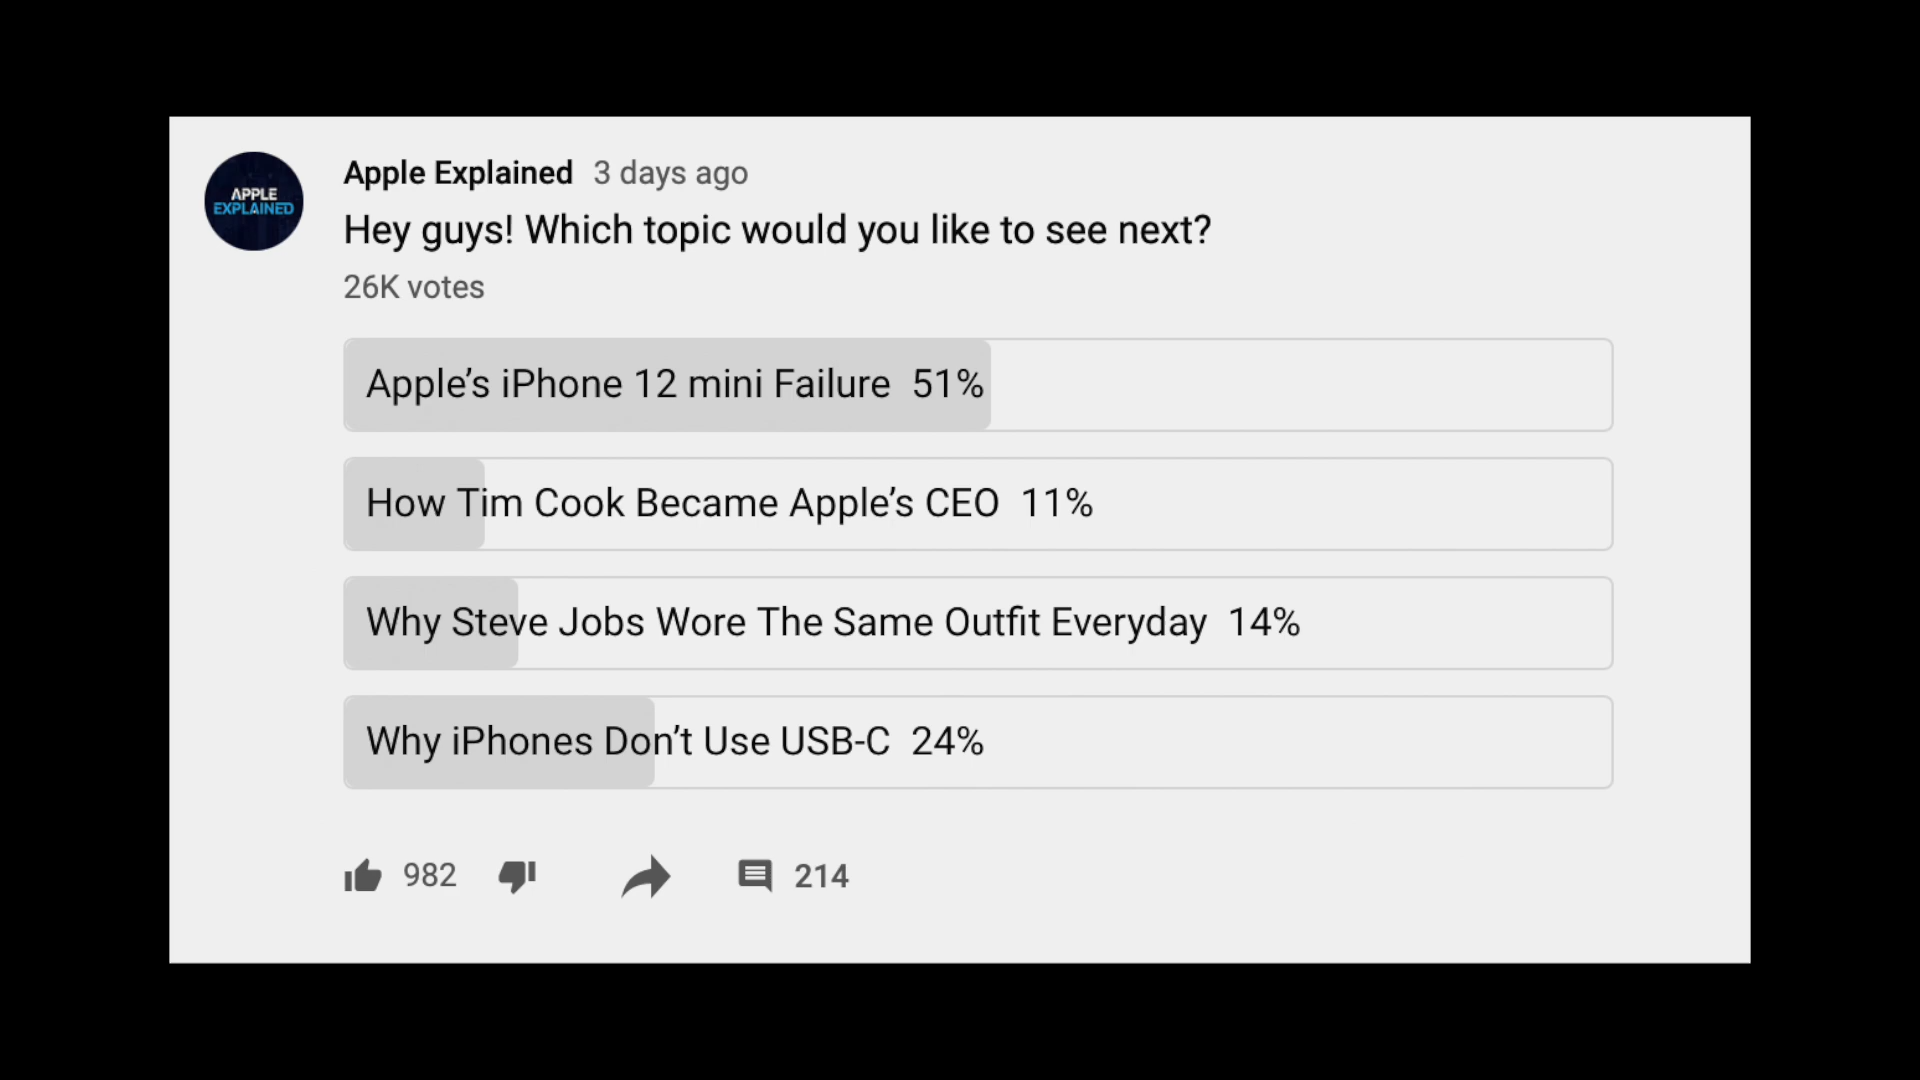 APPLE
EXPLAINED
Apple Explained 3 days ago
Hey guys! Which topic would you like to see next?
26K votes
Apple’s iPhone 12 mini Failure 51%
How Tim Cook Became Apple’s CEO 11%
Why Steve Jobs Wore The Same Outfit Everyday 14%
Why iPhones Don’t Use USB-C 24%
982 214